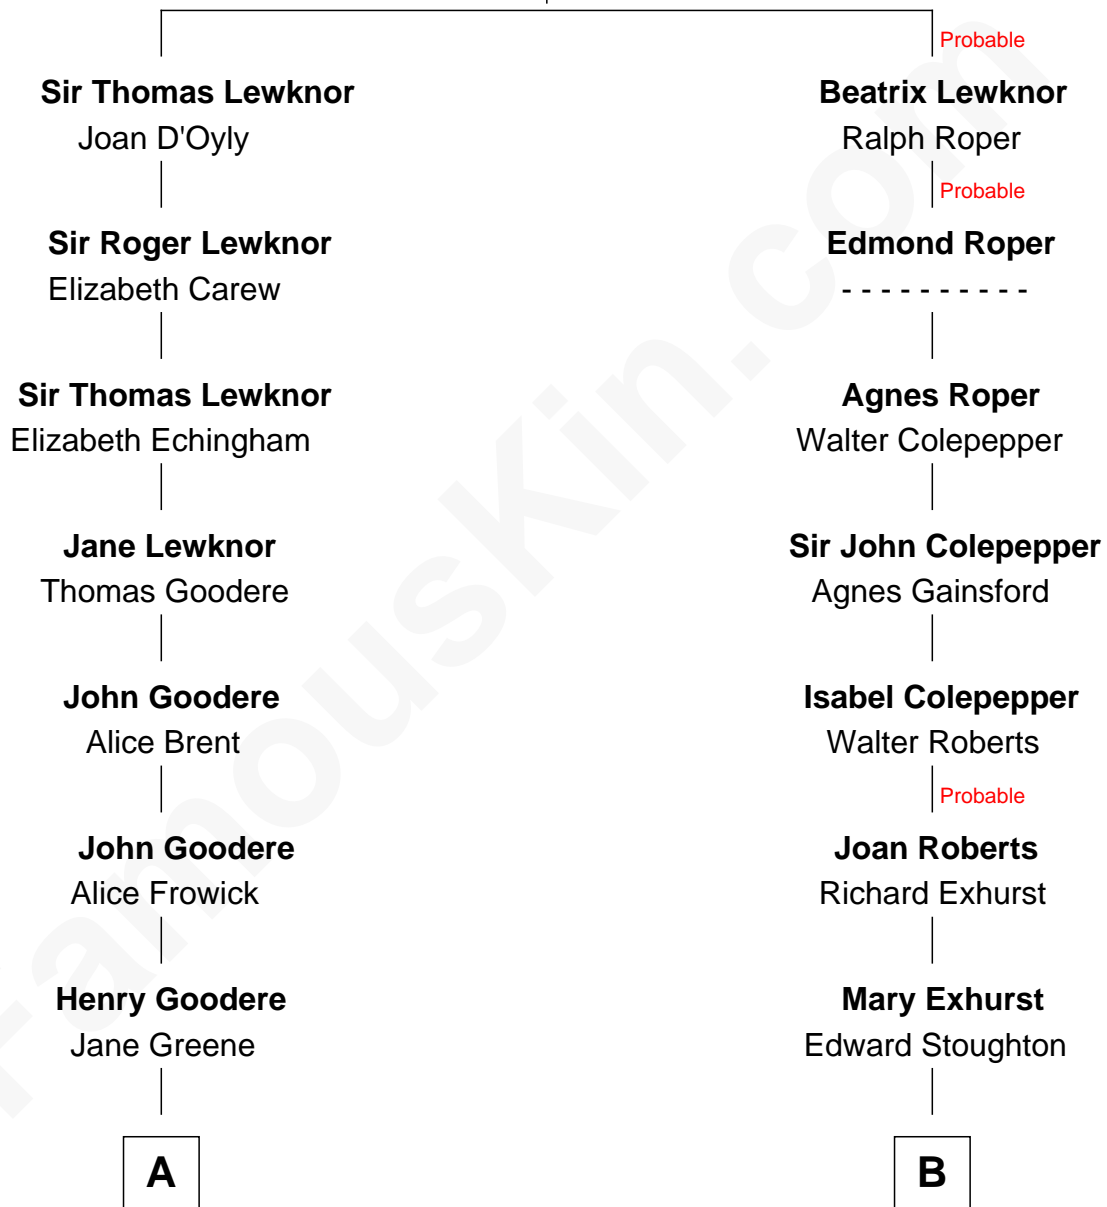 Probable
Sir Thomas Lewknor
Joan D'Oyly
Beatrix Lewknor
Ralph Roper
Probable
Sir Roger Lewknor
Elizabeth Carew
Edmond Roper
- - - - - - - - - -
Sir Thomas Lewknor
Elizabeth Echingham
Agnes Roper
Walter Colepepper
Jane Lewknor
Thomas Goodere
Sir John Colepepper
Agnes Gainsford
John Goodere
Alice Brent
Isabel Colepepper
Walter Roberts
Probable
John Goodere
Alice Frowick
Joan Roberts
Richard Exhurst
Henry Goodere
Jane Greene
Mary Exhurst
Edward Stoughton
A
B
FamousKin.com